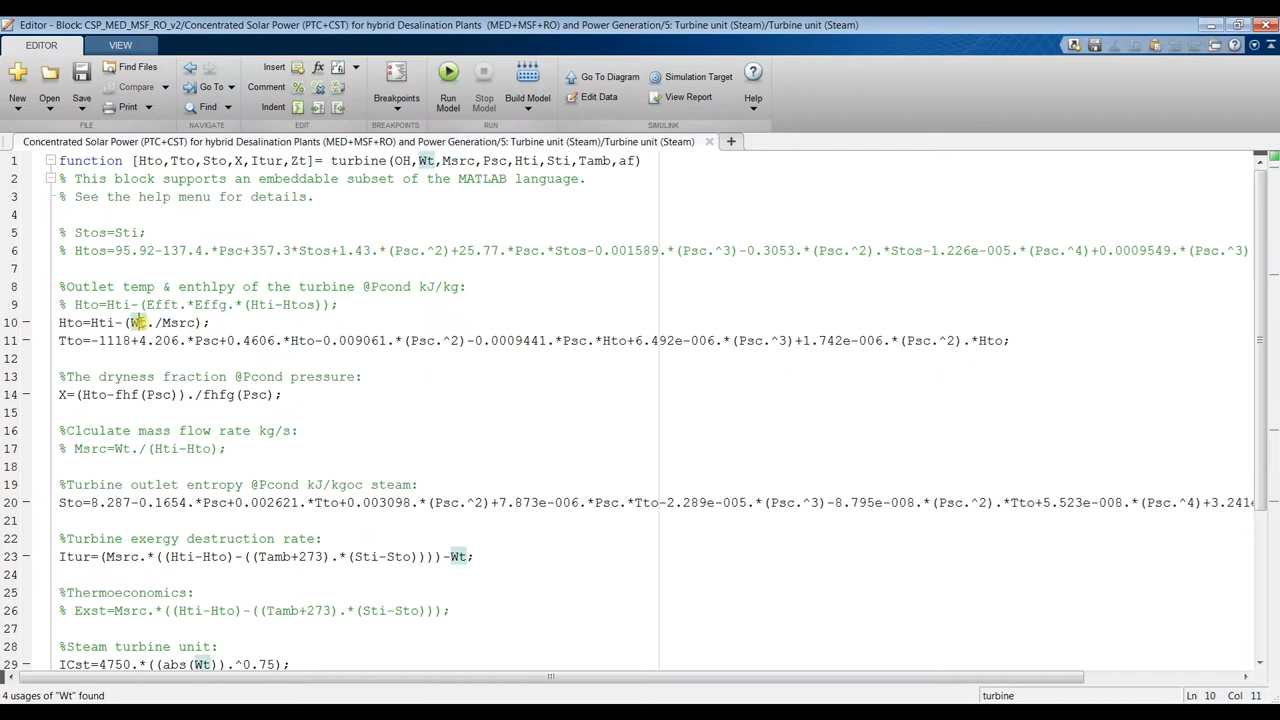 Editor - Block: CSP_MED_MSF_RO_v2/Concentrated Solar Power (PTC+CST) for hybrid Desalination Plants (MED+MSF+RO) and Power Generation/5: Turbine unit (Steam)/Turbine unit (Steam)
EDITOR VIEW
New Open Save Find Files Compare Print
Go To Find
Insert Comment Indent
Breakpoints
Run Model Stop Model Build Model
Go To Diagram Edit Data Simulation Target View Report Help
FILE NAVIGATE EDIT BREAKPOINTS RUN SIMULINK
Concentrated Solar Power (PTC+CST) for hybrid Desalination Plants (MED+MSF+RO) and Power Generation/5: Turbine unit (Steam)/Turbine unit (Steam)
1 function [Hto,Tto,Sto,X,Itur,Zt]= turbine(OH,Wt,Msrc,Psc,Hti,Sti,Tamb,af)
2 % This block supports an embeddable subset of the MATLAB language.
3 % See the help menu for details.
4
5 % Stos=Sti;
6 % Htos=95.92-137.4.*Psc+357.3*Stos+1.43.*(Psc.^2)+25.77.*Psc.*Stos-0.001589.*(Psc.^3)-0.3053.*(Psc.^2).*Stos-1.226e-005.*(Psc.^4)+0.0009549.*(Psc.^3)
7
8 %Outlet temp & enthlpy of the turbine @Pcond kJ/kg:
9 % Hto=Hti-(Efft.*Effg.*(Hti-Htos));
10 Hto=Hti-(Wt./Msrc);
11 Tto=-1118+4.206.*Psc+0.4606.*Hto-0.009061.*(Psc.^2)-0.0009441.*Psc.*Hto+6.492e-006.*(Psc.^3)+1.742e-006.*(Psc.^2).*Hto;
12
13 %The dryness fraction @Pcond pressure:
14 X=(Hto-fhf(Psc))./fhfg(Psc);
15
16 %Clculate mass flow rate kg/s:
17 % Msrc=Wt./(Hti-Hto);
18
19 %Turbine outlet entropy @Pcond kJ/kgoc steam:
20 Sto=8.287-0.1654.*Psc+0.002621.*Tto+0.003098.*(Psc.^2)+7.873e-006.*Psc.*Tto-2.289e-005.*(Psc.^3)-8.795e-008.*(Psc.^2).*Tto+5.523e-008.*(Psc.^4)+3.241e
21
22 %Turbine exergy destruction rate:
23 Itur=(Msrc.*((Hti-Hto)-((Tamb+273).*(Sti-Sto))))-Wt;
24
25 %Thermoeconomics:
26 % Exst=Msrc.*((Hti-Hto)-((Tamb+273).*(Sti-Sto)));
27
28 %Steam turbine unit:
29 ICst=4750.*((abs(Wt)).^0.75);
4 usages of "Wt" found turbine Ln 10 Col 11